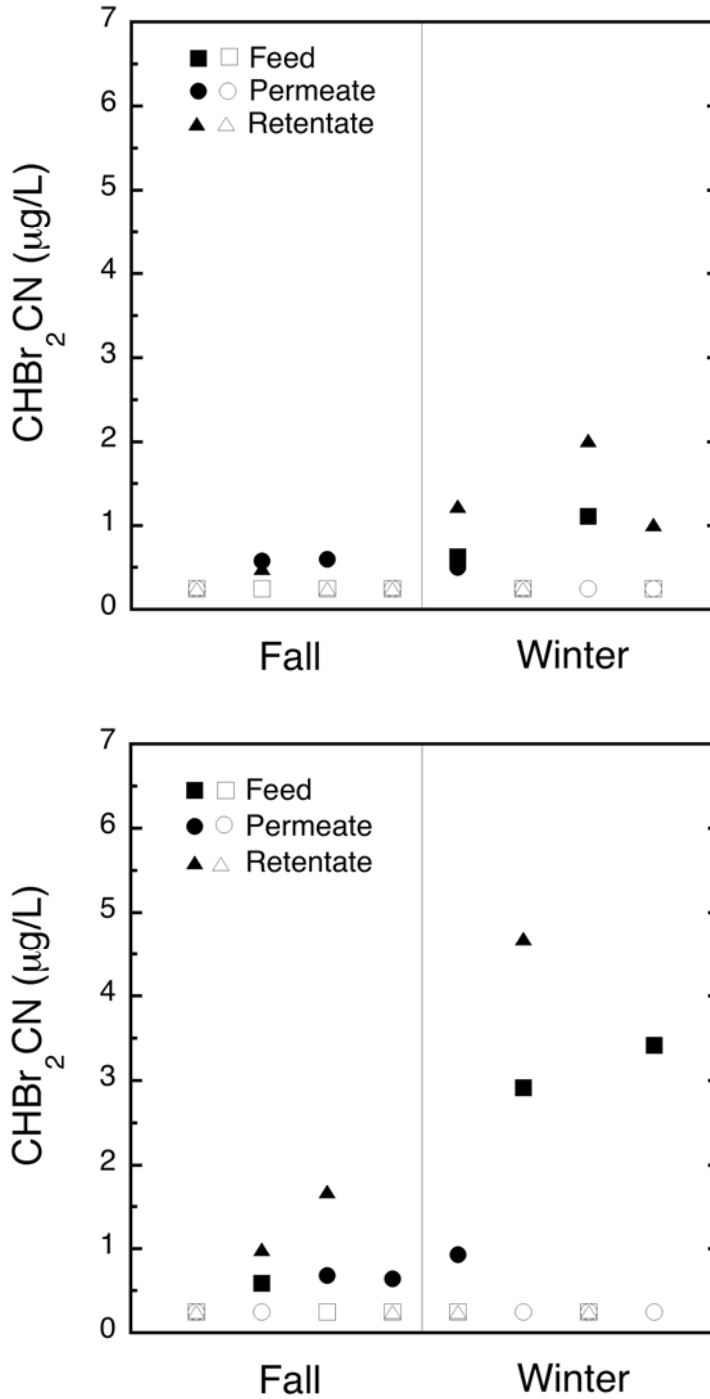 7
6
5
4
3
2
1
0
CHBr2CN (μg/L)
Feed
Permeate
Retentate
Fall Winter
7
6
5
4
3
2
1
0
CHBr2CN (μg/L)
Feed
Permeate
Retentate
Fall Winter